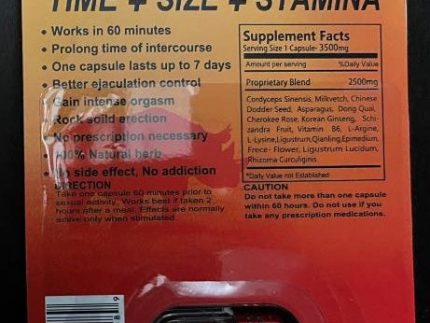 TIME + SIZE + STAMINA
• Works in 60 minutes
• Prolong time of intercourse
• One capsule lasts up to 7 days
• Better ejaculation control
• Gain intense orgasm
• Rock solid erection
• No prescription necessary
• 100% Natural herb
• No side effect, No addiction
DIRECTION
Take one capsule 60 minutes prior to
sexual activity. Works best if taken 2
hours after a meal. Effects are normally
active only when stimulated.
Supplement Facts
Serving Size 1 Capsule- 3500mg
Amount per serving %Daily Value
Proprietary Blend 2500mg
Cordyceps Sinensis, Milkvetch, Chinese
Dodder Seed, Asparagus, Dong Quai,
Cherokee Rose, Korean Ginseng, Schi-
zandra Fruit, Vitamin B6, L-Argine,
L-Lysine,Ligustrum,Qianling,Epimedium,
Frece- Flower, Ligustrum Lucidum,
Rhizoma Curculiginis
*Daily Value not Established
CAUTION
Do not take more than one capsule
within 60 hours. Do not use if you
take any prescription medications.